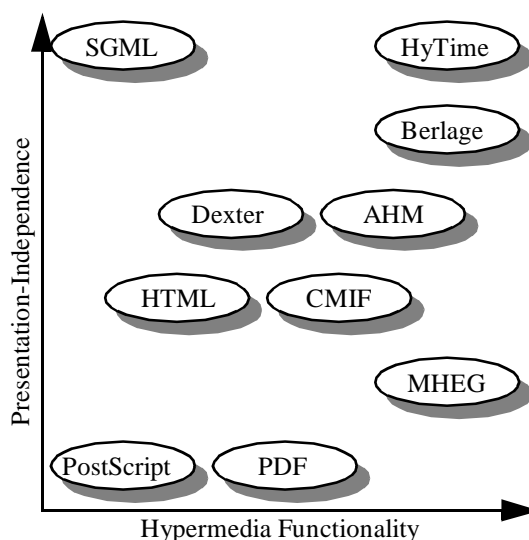 SGML
HyTime
Berlage
Dexter
AHM
HTML
CMIF
MHEG
PostScript
PDF
Presentation-Independence
Hypermedia Functionality